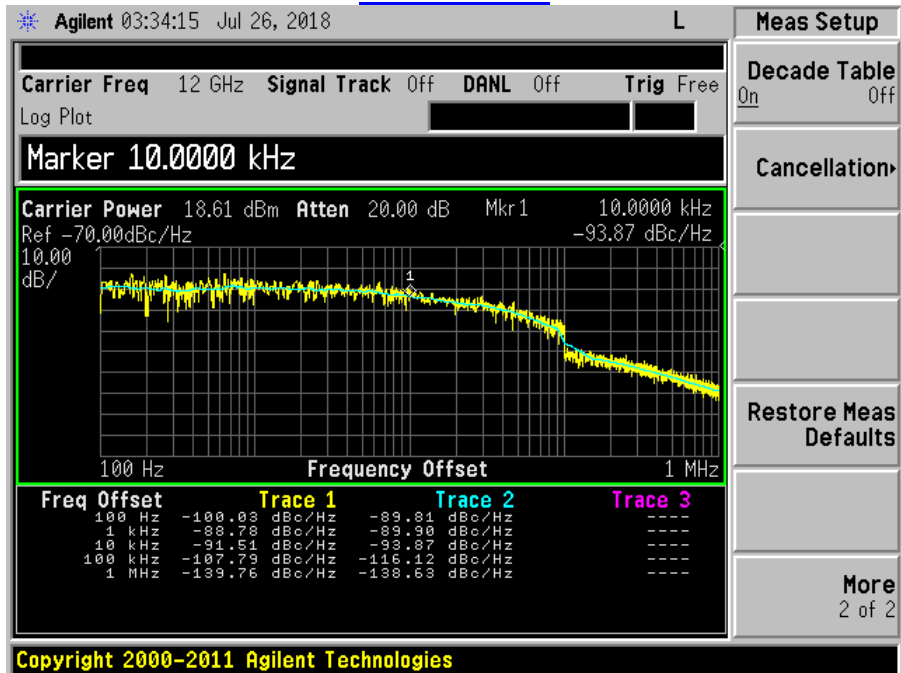 Agilent 03:34:15 Jul 26, 2018 L
Meas Setup
Carrier Freq 12 GHz Signal Track Off DANL Off Trig Free
Log Plot
Marker 10.0000 kHz
Carrier Power 18.61 dBm Atten 20.00 dB Mkr1 10.0000 kHz
Ref -70.00dBc/Hz -93.87 dBc/Hz
10.00
dB/
1
100 Hz Frequency Offset 1 MHz
Freq Offset Trace 1 Trace 2 Trace 3
100 Hz -100.03 dBc/Hz -89.81 dBc/Hz ----
1 kHz -88.78 dBc/Hz -89.90 dBc/Hz ----
10 kHz -91.51 dBc/Hz -93.87 dBc/Hz ----
100 kHz -107.79 dBc/Hz -116.12 dBc/Hz ----
1 MHz -139.76 dBc/Hz -138.63 dBc/Hz ----
Decade Table
On Off
Cancellation
Restore Meas
Defaults
More
2 of 2
Copyright 2000-2011 Agilent Technologies